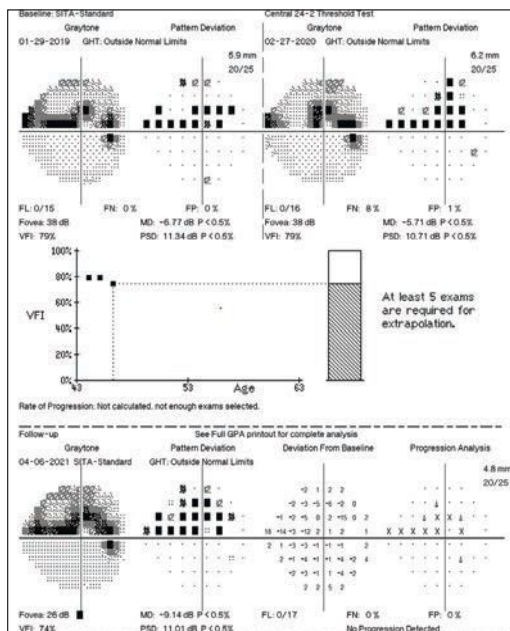 Baseline: SITA-Standard
Central 24-2 Threshold Test
Graytone Pattern Deviation
Graytone Pattern Deviation
01-29-2019 GHT: Outside Normal Limits
02-27-2020 GHT: Outside Normal Limits
5.9 mm
20/25
6.2 mm
20/25
FL: 0/15 FN: 0% FP: 0%
FL: 0/16 FN: 8% FP: 1%
Fovea: 38 dB MD: -6.77 dB P < 0.5%
Fovea: 38 dB MD: -5.71 dB P < 0.5%
VFI: 79% PSD: 11.34 dB P < 0.5%
VFI: 79% PSD: 10.71 dB P < 0.5%
100%
80%
60%
VFI
40%
20%
0%
43 53 63
Age
At least 5 exams
are required for
extrapolation.
Rate of Progression: Not calculated, not enough exams selected.
Follow-up See Full GPA printout for complete analysis
Graytone Pattern Deviation Deviation From Baseline Progression Analysis
04-06-2021 SITA-Standard GHT: Outside Normal Limits
4.8 mm
20/25
X X X
X X X X X
Fovea: 26 dB ■ MD: -9.14 dB P < 0.5% FL: 0/17 FN: 0% FP: 0%
VFI: 74% PSD: 11.01 dB P < 0.5% No Progression Detected